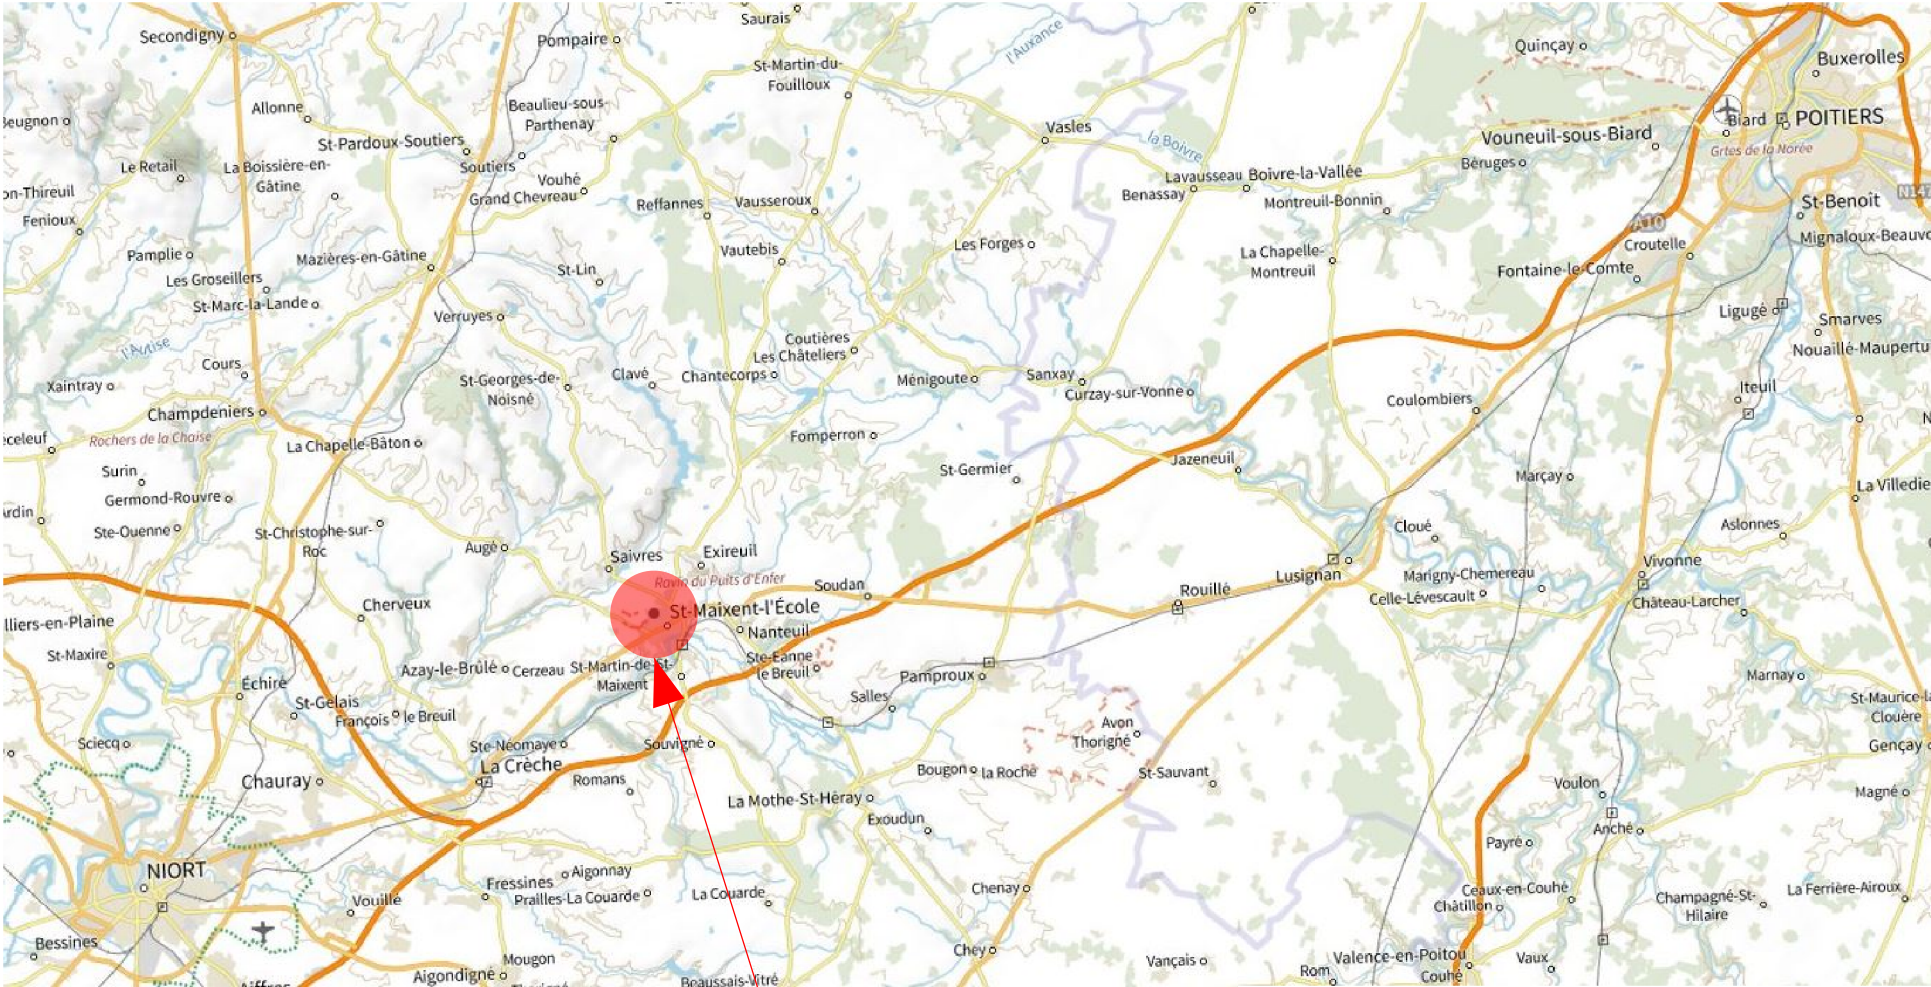 Saurais
Secondigny
Pompaire
l'Auxance
Quinçay
Buxerolles
St-Martin-du-
Fouilloux
Allonne
Beaulieu-sous-
Parthenay
Beugnon
Vasles
Biard
POITIERS
St-Pardoux-Soutiers
la Boivre
Vouneuil-sous-Biard
Grtes de la Norée
Le Retail
La Boissière-en-
Gâtine
Soutiers
Béruges
Vouhé
Grand Chevreau
Lavausseau
Boivre-la-Vallée
Benassay
N147
on-Thireuil
Fenioux
Reffannes
Vausseroux
Montreuil-Bonnin
St-Benoît
A10
Mignaloux-Beauvo
Pamplie
Mazières-en-Gâtine
Vautebis
Les Forges
La Chapelle-
Montreuil
Croutelle
Les Groseillers
St-Lin
Fontaine-le-Comte
St-Marc-la-Lande
Verruyes
Ligugé
Smarves
l'Autise
Coutières
Les Châteliers
Nouaillé-Maupertu
Cours
Xaintray
St-Georges-de-
Noisné
Clavé
Chantecorps
Ménigoute
Sanxay
Curzay-sur-Vonne
Iteuil
Champdeniers
Coulombiers
eceleuf
Rochers de la Chaise
La Chapelle-Bâton
Fomperron
Surin
St-Germier
Jazeneuil
Marçay
Germond-Rouvre
La Villedie
Ardin
Ste-Ouenne
St-Christophe-sur-
Roc
Cloué
Aslonnes
Augé
Saivres
Exireuil
Vivonne
Ravin du Puits d'Enfer
Soudan
Lusignan
Marigny-Chemereau
Rouillé
Celle-Lévescault
Château-Larcher
Cherveux
St-Maixent-l'École
lliers-en-Plaine
Nanteuil
St-Maxire
Azay-le-Brûlé
Cerzeau
St-Martin-de-St-
Maixent
Ste-Eanne
le Breuil
Pamproux
Marnay
Échiré
St-Gelais
Salles
St-Maurice-la
Clouère
François
le Breuil
Avon
Thorigné
Sciecq
Ste-Néomaye
Souvigné
Gençay
La Crèche
Chauray
Romans
Bougon
la Roche
St-Sauvant
Voulon
Magné
La Mothe-St-Héray
Exoudun
Anché
Payré
NIORT
Aigonnay
Fressines
Prailles-La Couarde
La Couarde
Chenay
Ceaux-en-Couhé
Châtillon
Champagné-St-
Hilaire
La Ferrière-Airoux
Vouillé
Bessines
Chey
Mougon
Aigondigné
Vançais
Valence-en-Poitou
Couhé
Vaux
Rom
Beaussais-Vitré
Aiffres